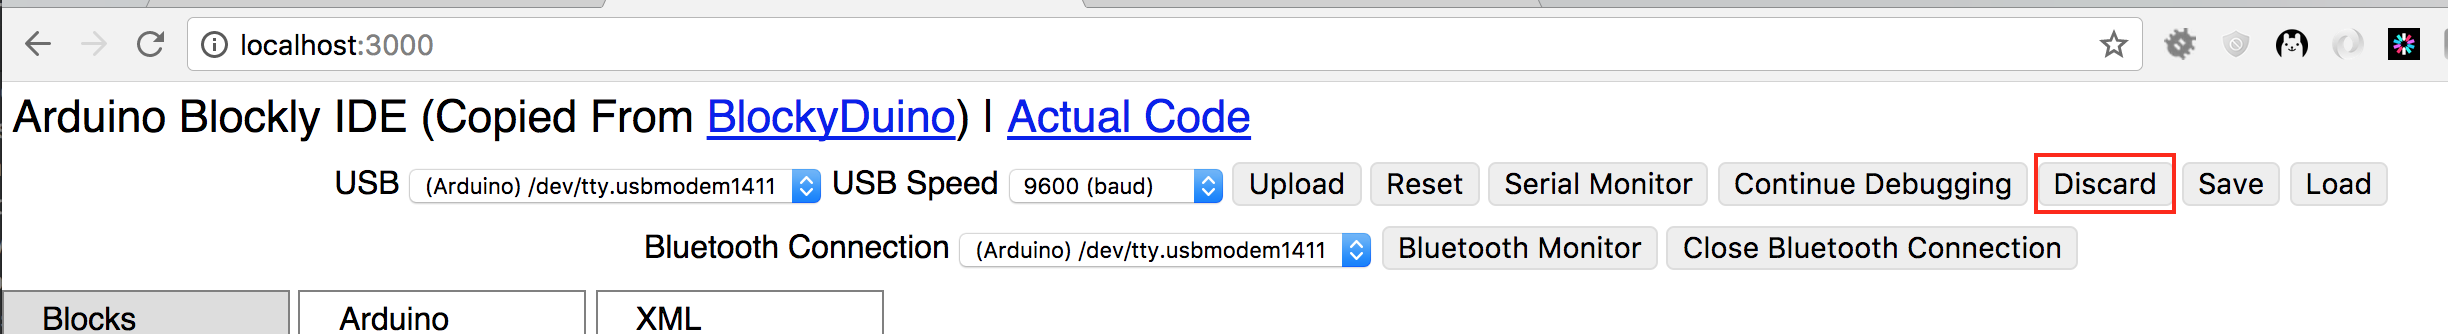 localhost:3000
Arduino Blockly IDE (Copied From BlockyDuino) | Actual Code
USB (Arduino) /dev/tty.usbmodem1411 USB Speed 9600 (baud) Upload Reset Serial Monitor Continue Debugging Discard Save Load
Bluetooth Connection (Arduino) /dev/tty.usbmodem1411 Bluetooth Monitor Close Bluetooth Connection
Blocks Arduino XML